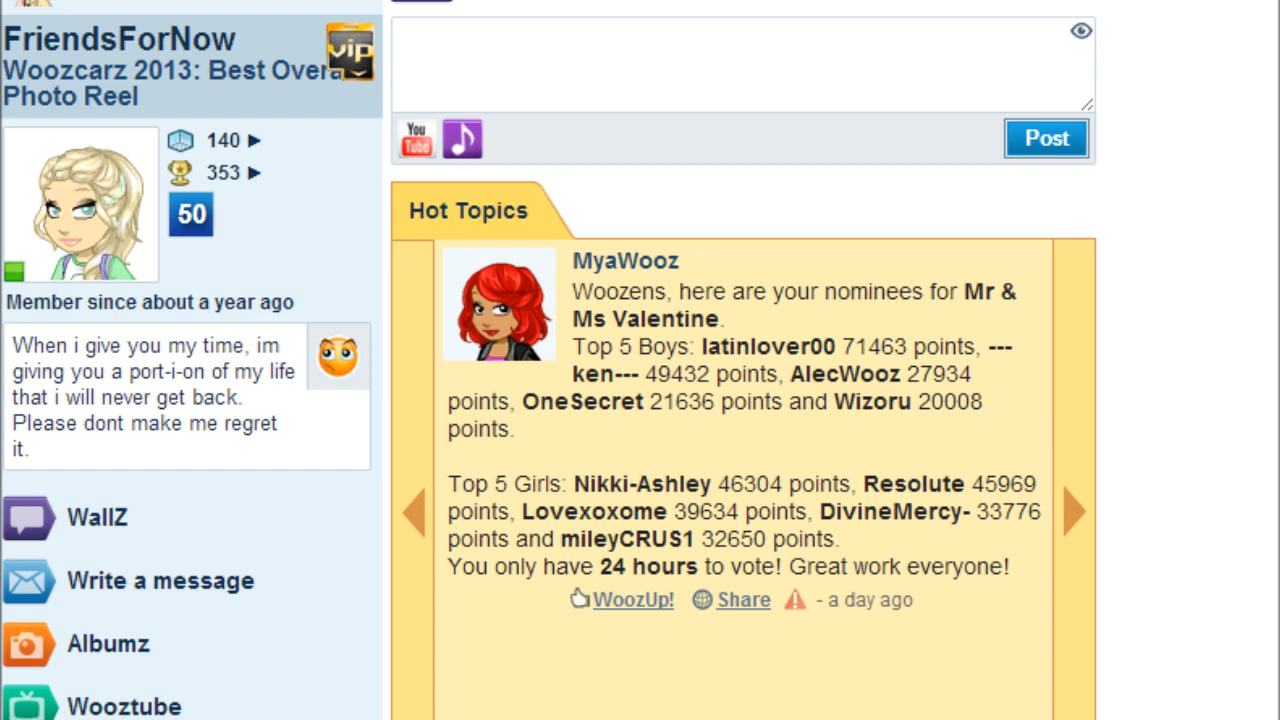 FriendsForNow
vip
Woozcarz 2013: Best Overa
Photo Reel
140
353
50
Member since about a year ago
When i give you my time, im
giving you a port-i-on of my life
that i will never get back.
Please dont make me regret
it.
WallZ
Write a message
Albumz
Wooztube
You
Tube
Post
Hot Topics
MyaWooz
Woozens, here are your nominees for Mr &
Ms Valentine.
Top 5 Boys: latinlover00 71463 points, ---
ken--- 49432 points, AlecWooz 27934
points, OneSecret 21636 points and Wizoru 20008
points.
Top 5 Girls: Nikki-Ashley 46304 points, Resolute 45969
points, Lovexoxome 39634 points, DivineMercy- 33776
points and mileyCRUS1 32650 points.
You only have 24 hours to vote! Great work everyone!
WoozUp! Share - a day ago